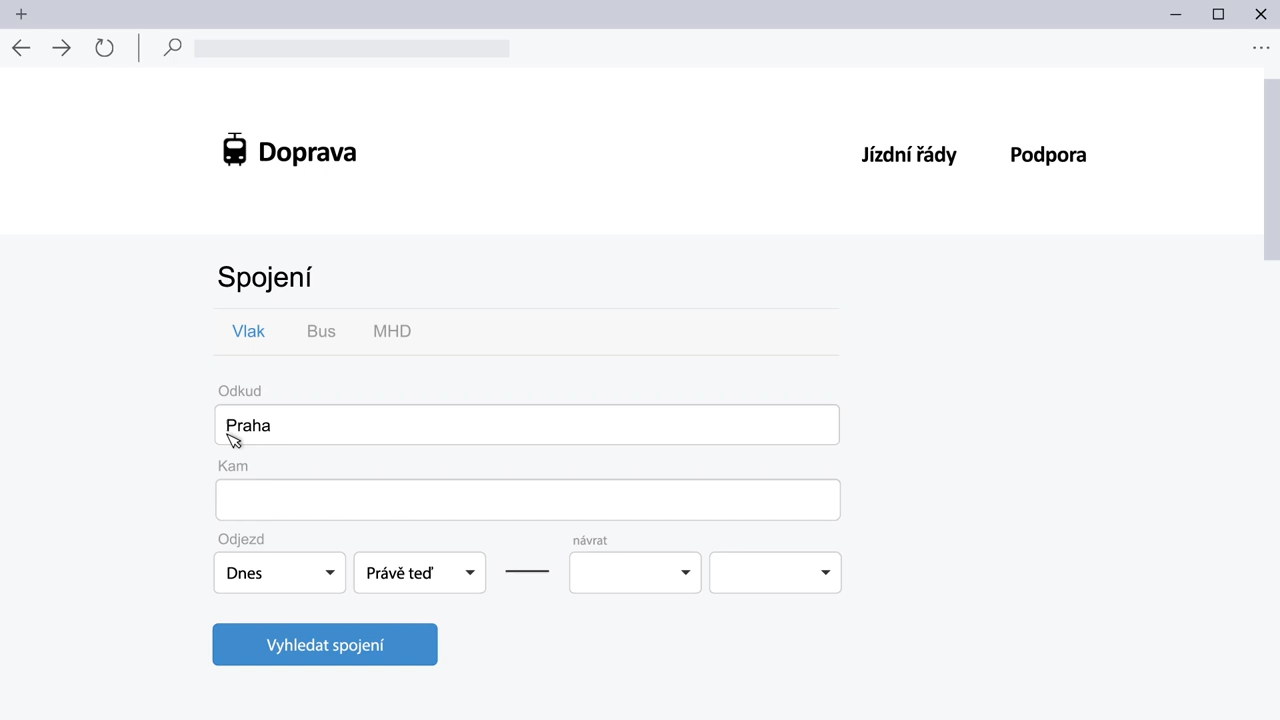 Doprava
Jízdní řády
Podpora
Spojení
Vlak
Bus
MHD
Odkud
Praha
Kam
Odjezd
návrat
Dnes
Právě teď
Vyhledat spojení